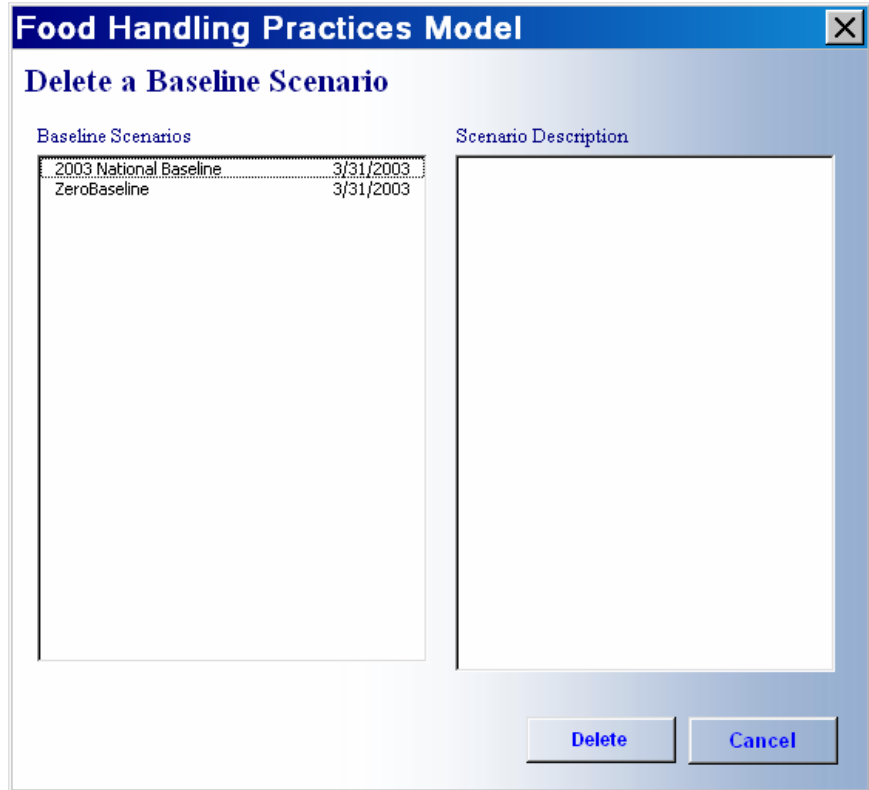 Food Handling Practices Model
Delete a Baseline Scenario
Baseline Scenarios
2003 National Baseline 3/31/2003
ZeroBaseline 3/31/2003
Scenario Description
Delete
Cancel